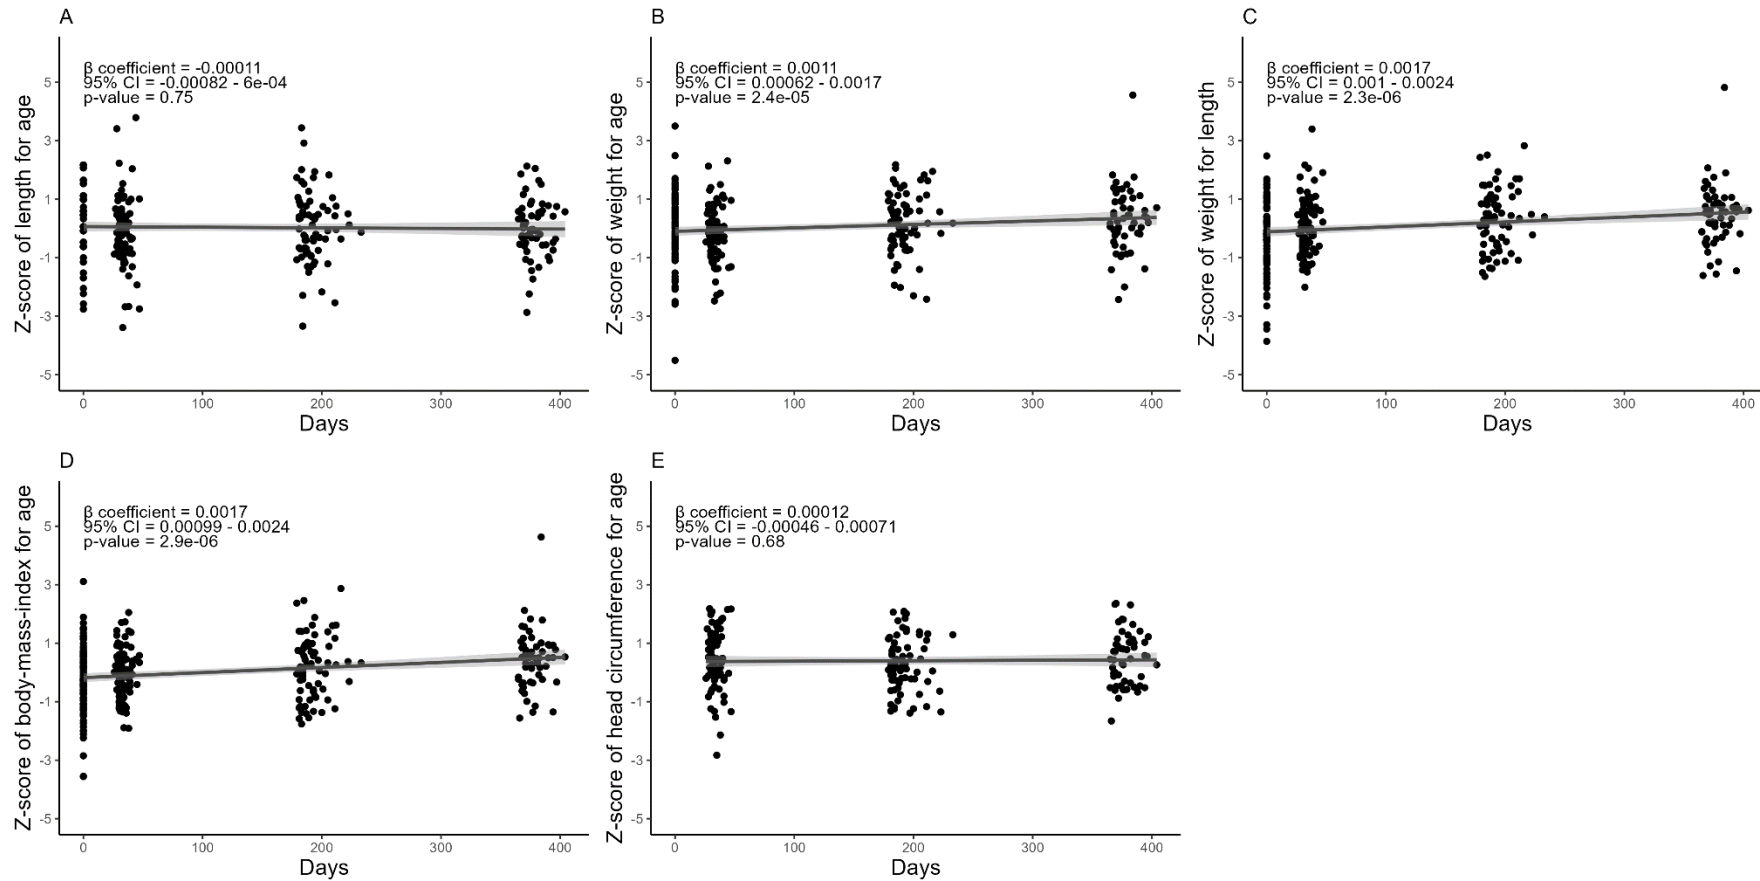 A
β coefficient = -0.00011
95% CI = -0.00082 - 6e-04
p-value = 0.75
Z-score of length for age
5
3
1
-1
-3
-5
0 100 200 300 400
Days
B
β coefficient = 0.0011
95% CI = 0.00062 - 0.0017
p-value = 2.4e-05
Z-score of weight for age
5
3
1
-1
-3
-5
0 100 200 300 400
Days
C
β coefficient = 0.0017
95% CI = 0.001 - 0.0024
p-value = 2.3e-06
Z-score of weight for length
5
3
1
-1
-3
-5
0 100 200 300 400
Days
D
β coefficient = 0.0017
95% CI = 0.00099 - 0.0024
p-value = 2.9e-06
Z-score of body-mass-index for age
5
3
1
-1
-3
-5
0 100 200 300 400
Days
E
β coefficient = 0.00012
95% CI = -0.00046 - 0.00071
p-value = 0.68
Z-score of head circumference for age
5
3
1
-1
-3
-5
0 100 200 300 400
Days